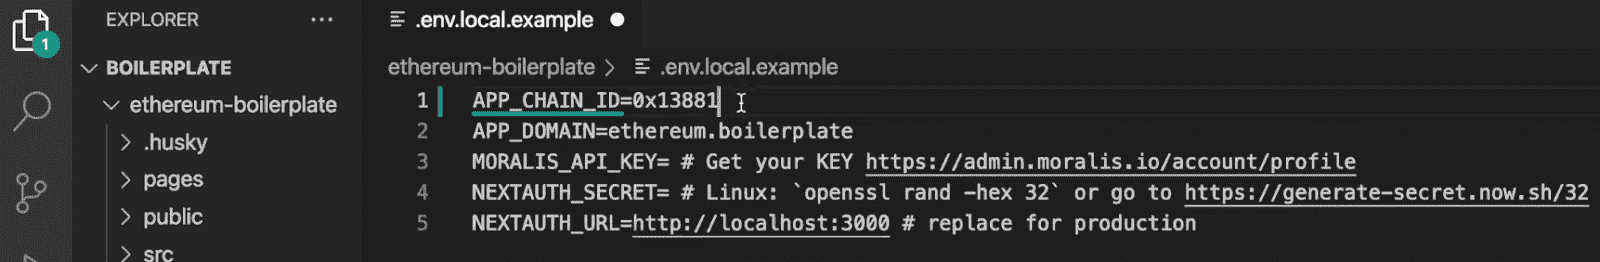 1
EXPLORER ...
BOILERPLATE
ethereum-boilerplate
.husky
pages
public
src
.env.local.example
ethereum-boilerplate > .env.local.example
1 APP_CHAIN_ID=0x13881
2 APP_DOMAIN=ethereum.boilerplate
3 MORALIS_API_KEY= # Get your KEY https://admin.moralis.io/account/profile
4 NEXTAUTH_SECRET= # Linux: `openssl rand -hex 32` or go to https://generate-secret.now.sh/32
5 NEXTAUTH_URL=http://localhost:3000 # replace for production